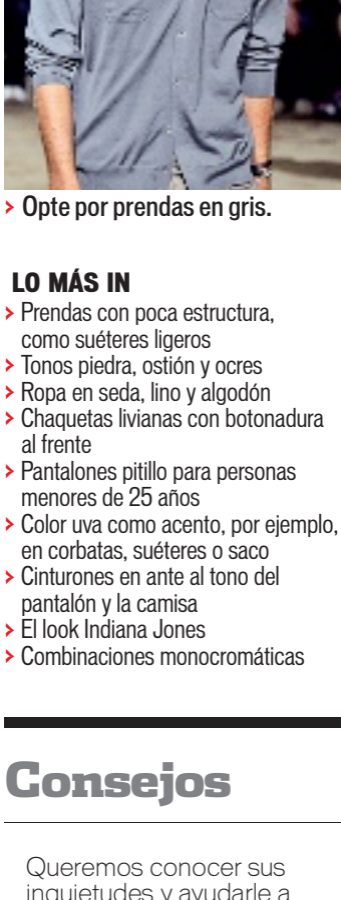 > Opte por prendas en gris.
LO MÁS IN
> Prendas con poca estructura,
como suéteres ligeros
> Tonos piedra, ostión y ocres
> Ropa en seda, lino y algodón
> Chaquetas livianas con botonadura
al frente
> Pantalones pitillo para personas
menores de 25 años
> Color uva como acento, por ejemplo,
en corbatas, suéteres o saco
> Cinturones en ante al tono del
pantalón y la camisa
> El look Indiana Jones
> Combinaciones monocromáticas
Consejos
Queremos conocer sus
inquietudes y ayudarle a